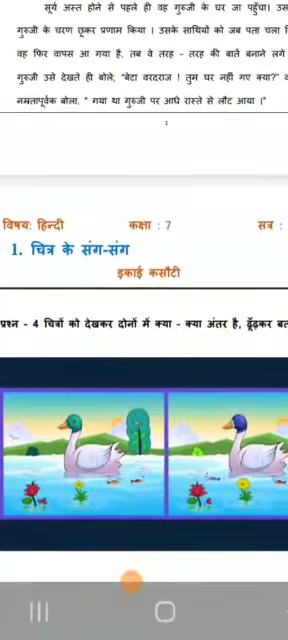 सूर्य अस्त होने से पहले ही वह गुरुजी के घर जा पहुँचा। उस
गुरुजी के चरण छूकर प्रणाम किया । उसके साथियों को जब पता चला
वह फिर वापस आ गया है, तब वे तरह - तरह की बातें बनाने लगे
गुरुजी उसे देखते ही बोले; "बेटा वरदराज ! तुम घर नहीं गए क्या?"
नम्रतापूर्वक बोला, " गया था गुरुजी पर आधे रास्ते से लौट आया ।"
1
विषय: हिन्दी कक्षा : 7 सत्र :
1. चित्र के संग-संग
इकाई कसौटी
प्रश्न - 4 चित्रों को देखकर दोनों में क्या - क्या अंतर है, ढूँढ़कर बत